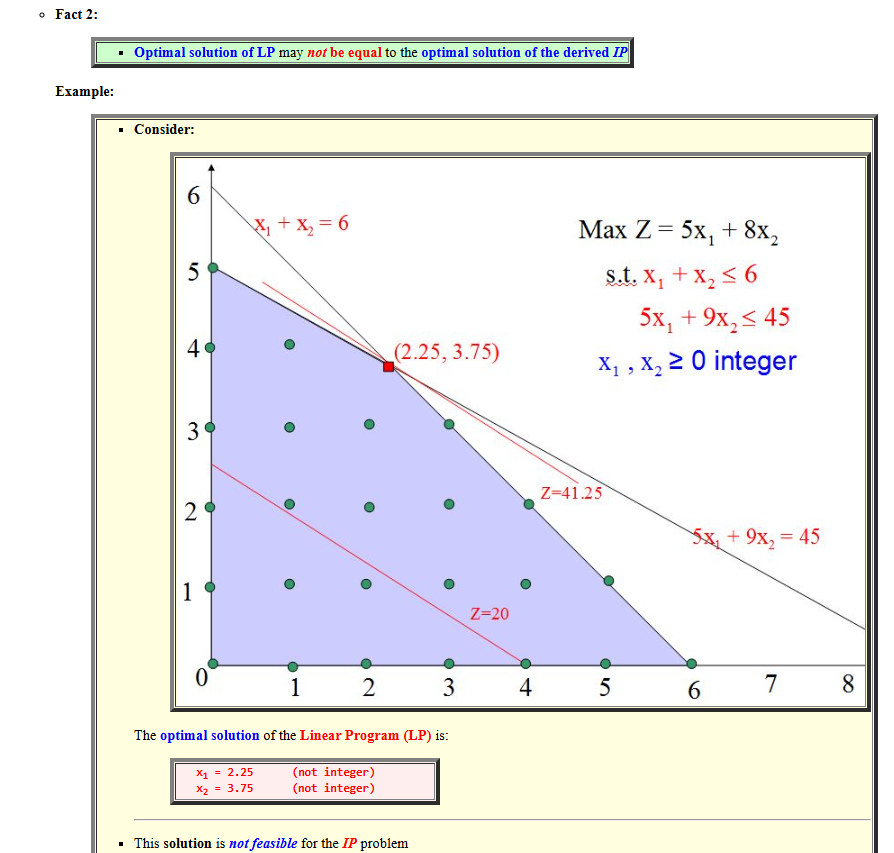 Fact 2:
Optimal solution of LP may not be equal to the optimal solution of the derived IP
Example:
Consider:
6
x₁ + x₂ = 6
Max Z = 5x₁ + 8x₂
5
s.t. x₁ + x₂ ≤ 6
5x₁ + 9x₂ ≤ 45
4
(2.25, 3.75)
x₁ , x₂ ≥ 0 integer
3
Z=41.25
2
5x₁ + 9x₂ = 45
1
Z=20
0
1 2 3 4 5 6 7 8
The optimal solution of the Linear Program (LP) is:
x₁ = 2.25 (not integer)
x₂ = 3.75 (not integer)
This solution is not feasible for the IP problem